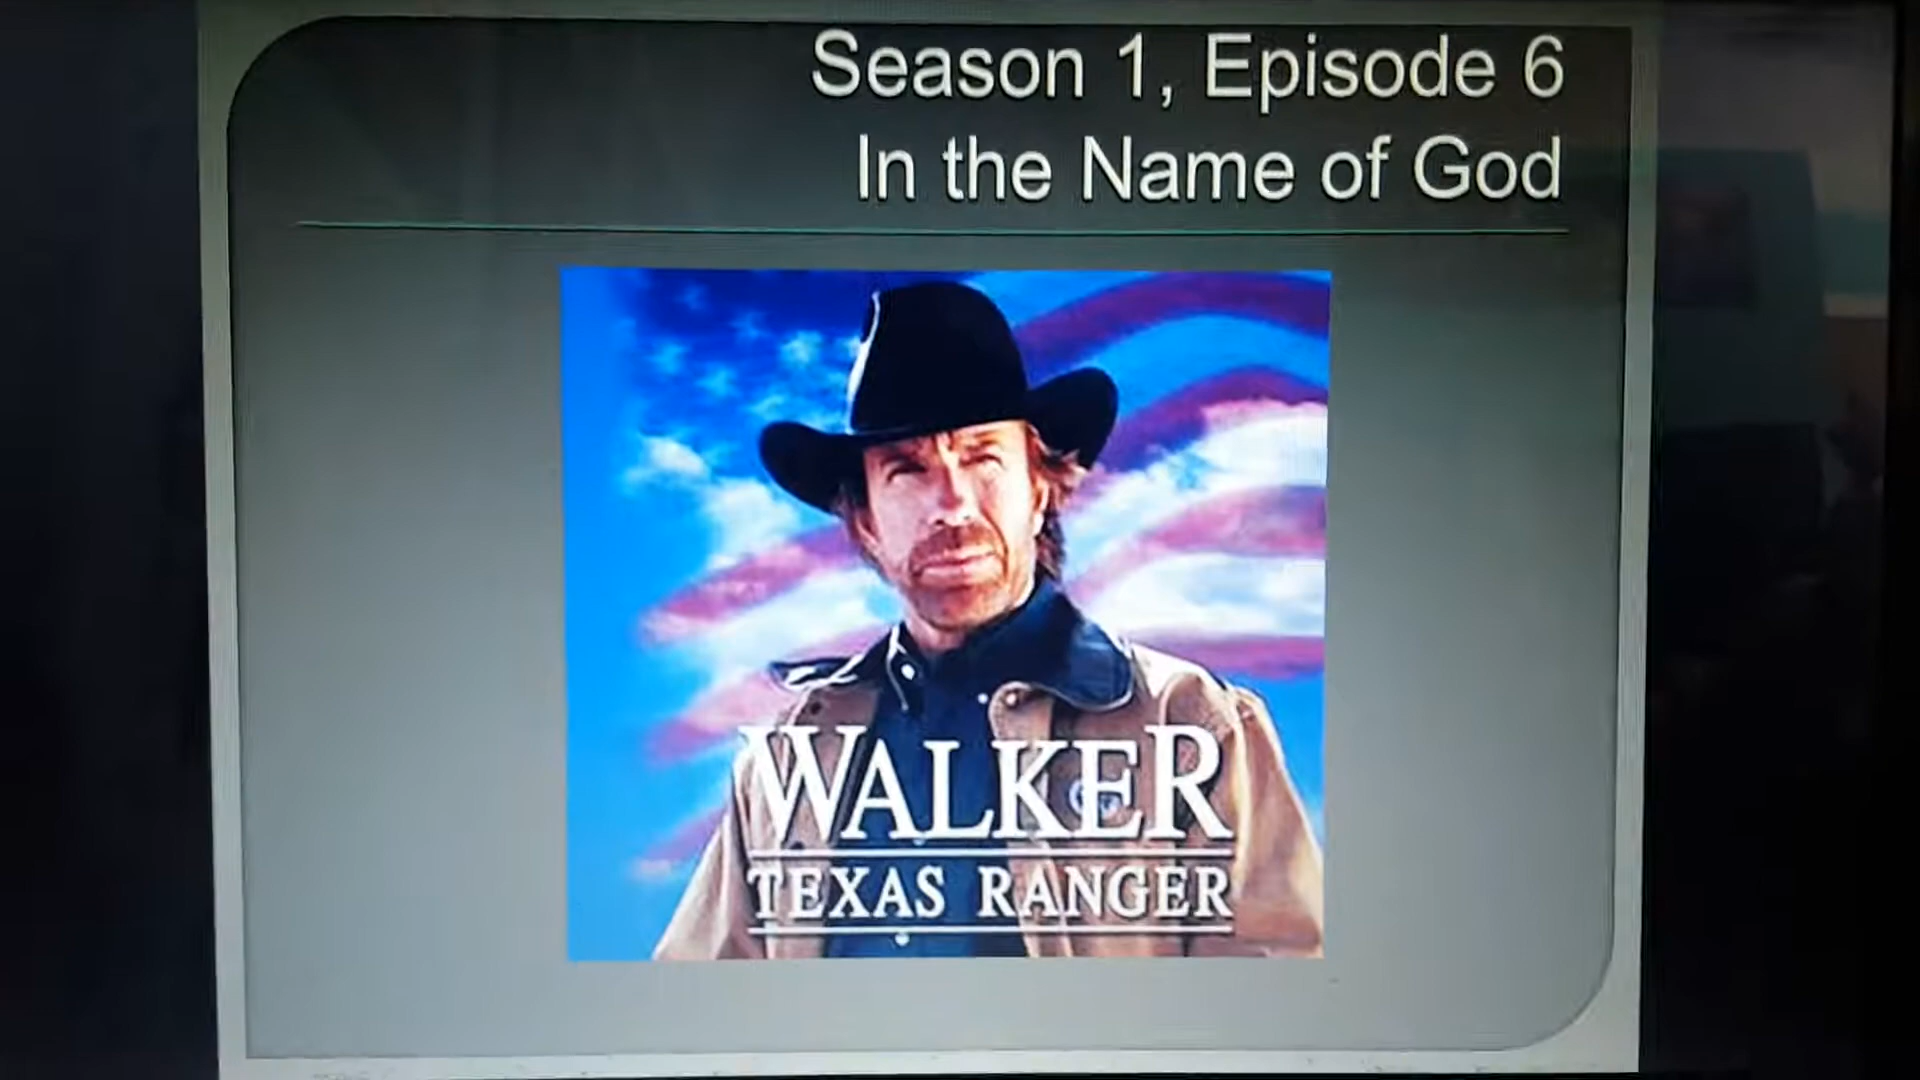 Season 1, Episode 6
In the Name of God
WALKER
TEXAS RANGER